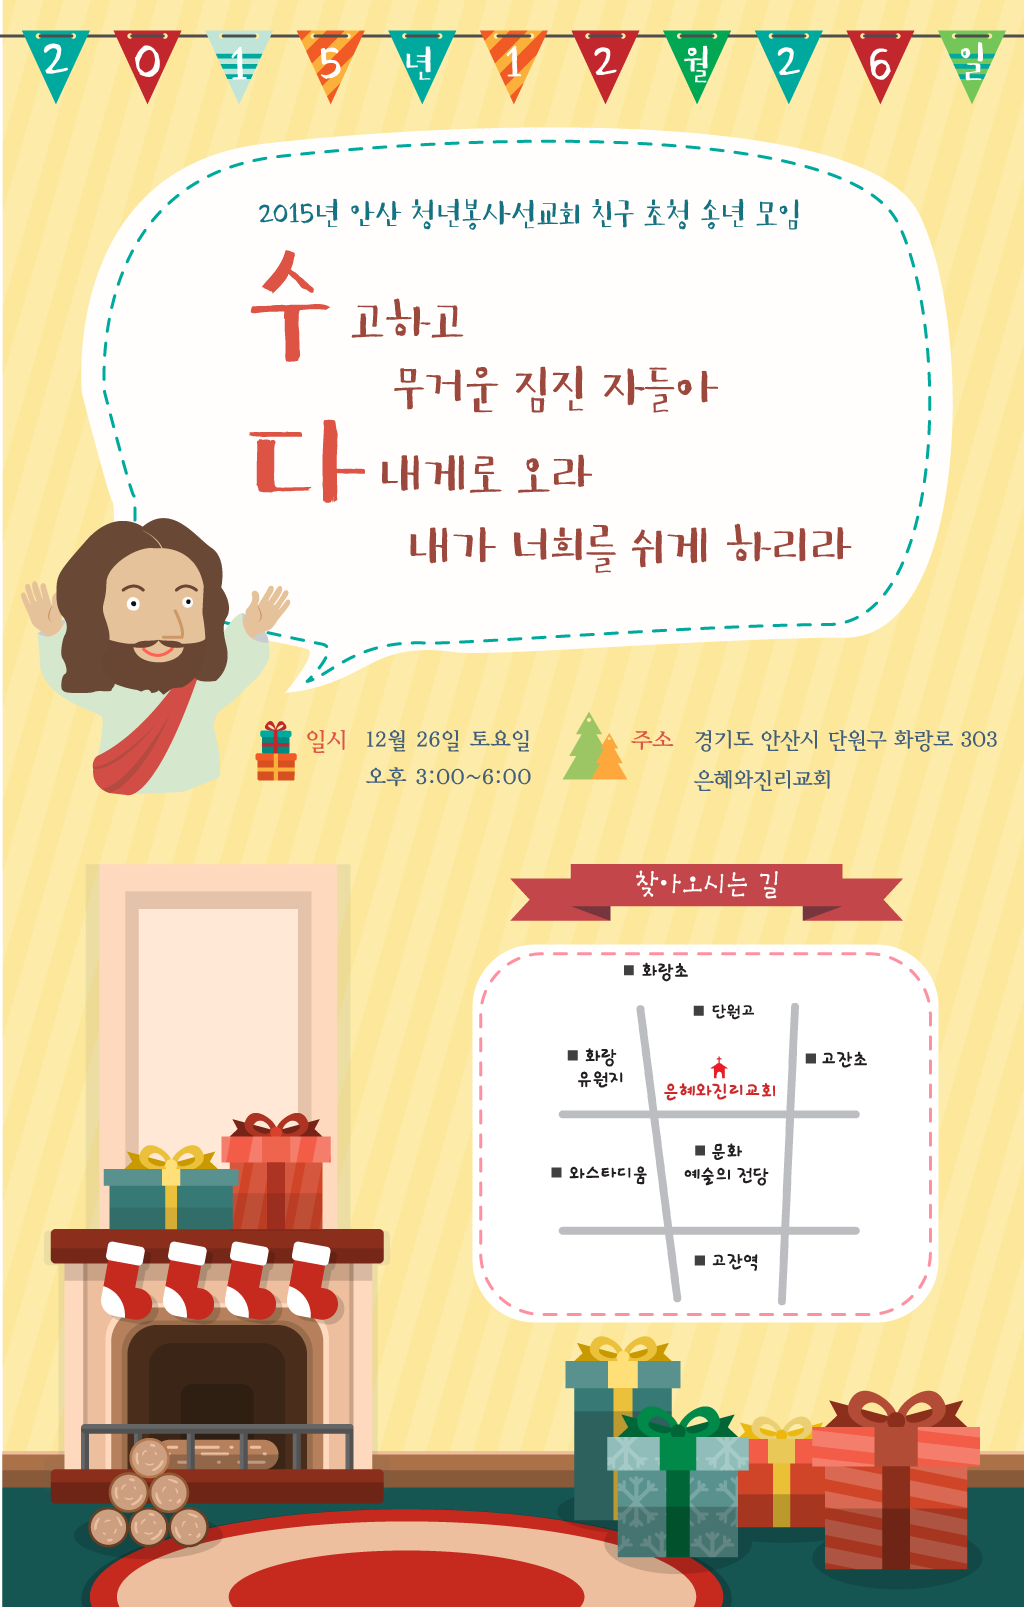 2015년12월26일
2015년 안산 청년봉사선교회 친구 초청 송년 모임
수고하고
무거운 짐진 자들아
다 내게로 오라
내가 너희를 쉬게 하리라
일시 12월 26일 토요일
오후 3:00~6:00
주소 경기도 안산시 단원구 화랑로 303
은혜와진리교회
찾아오시는 길
화랑초
단원고
화랑
유원지
고잔초
은혜와진리교회
와스타디움
문화
예술의 전당
고잔역